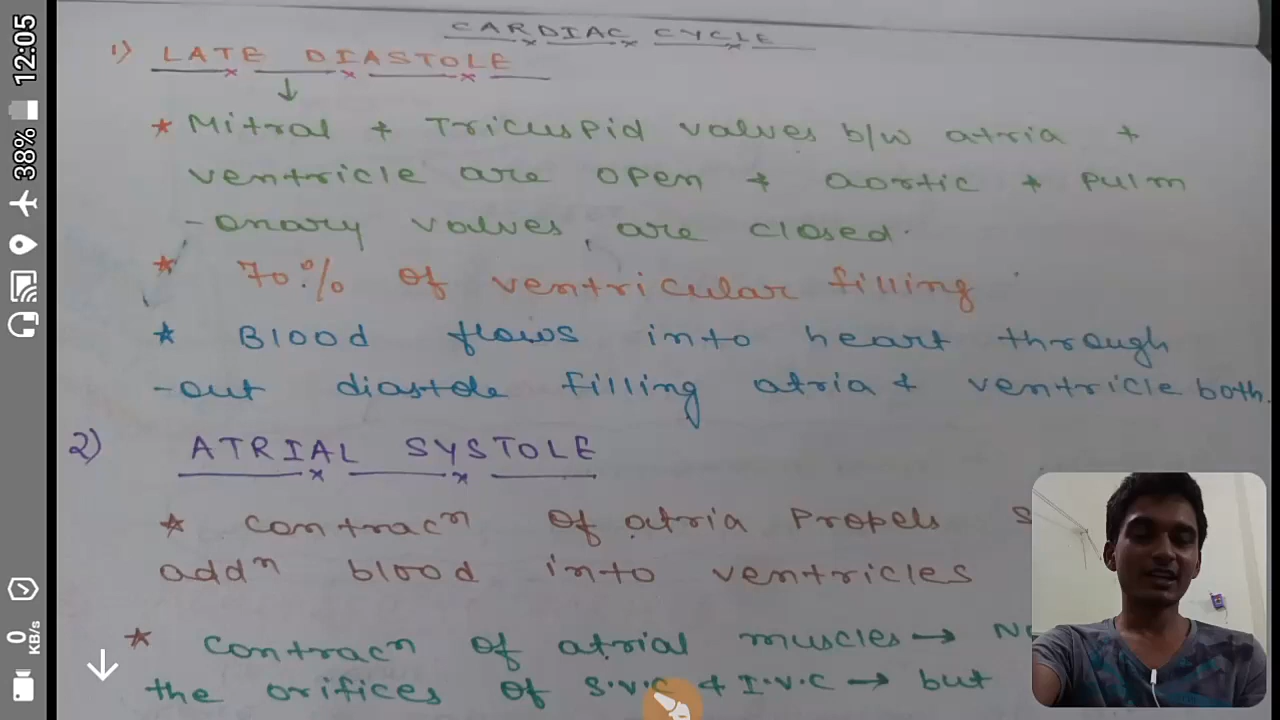 12:05
38%
0
KB/s
CARDIAC CYCLE
1) LATE DIASTOLE
* Mitral + Tricuspid valves b/w atria +
ventricle are open + aortic + pulm
-onary valves, are closed.
* 70% of ventricular filling
* Blood flows into heart through
-out diastole filling atria + ventricle both.
2) ATRIAL SYSTOLE
* contracⁿ of atria propels
addⁿ blood into ventricles
* contracⁿ of atrial muscles →
the orifices of S.V.C + I.V.C → but